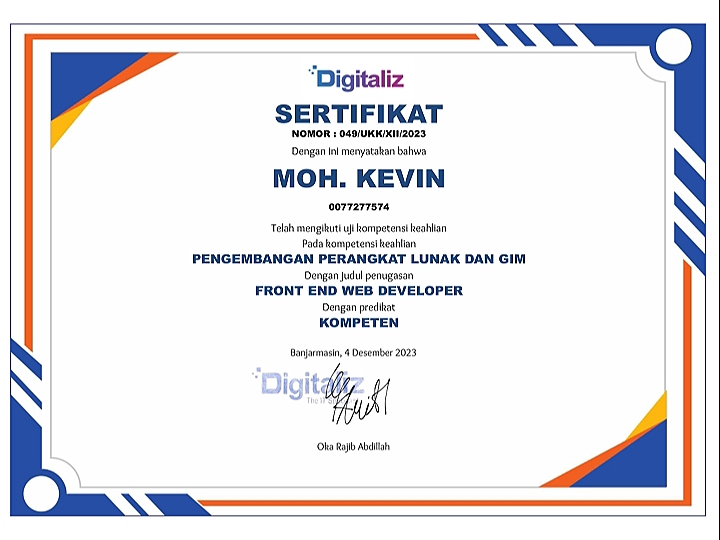 Digitaliz
SERTIFIKAT
NOMOR : 049/UKK/XII/2023
Dengan ini menyatakan bahwa
MOH. KEVIN
0077277574
Telah mengikuti uji kompetensi keahlian
Pada kompetensi keahlian
PENGEMBANGAN PERANGKAT LUNAK DAN GIM
Dengan judul penugasan
FRONT END WEB DEVELOPER
Dengan predikat
KOMPETEN
Banjarmasin, 4 Desember 2023
Digitaliz
The IT
Oka Rajib Abdillah